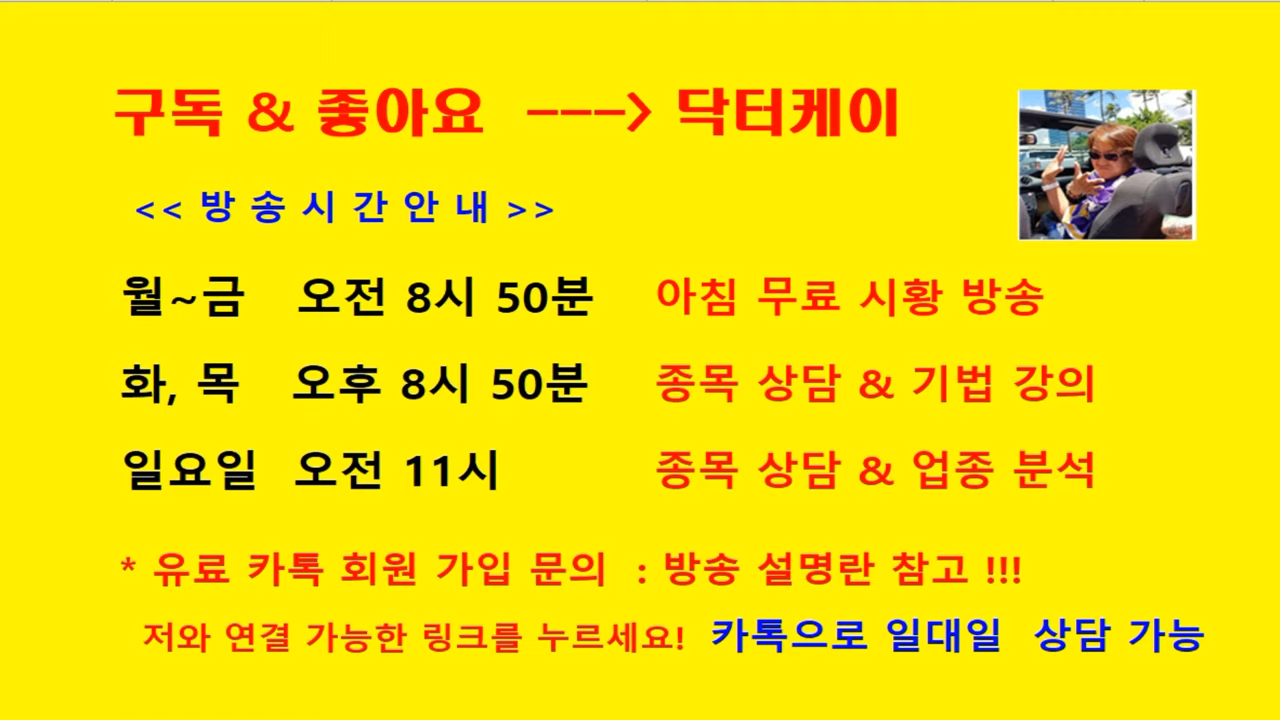 구독 & 좋아요 ---> 닥터케이
<< 방 송 시 간 안 내 >>
월~금 오전 8시 50분 아침 무료 시황 방송
화, 목 오후 8시 50분 종목 상담 & 기법 강의
일요일 오전 11시 종목 상담 & 업종 분석
* 유료 카톡 회원 가입 문의 : 방송 설명란 참고 !!!
저와 연결 가능한 링크를 누르세요! 카톡으로 일대일 상담 가능